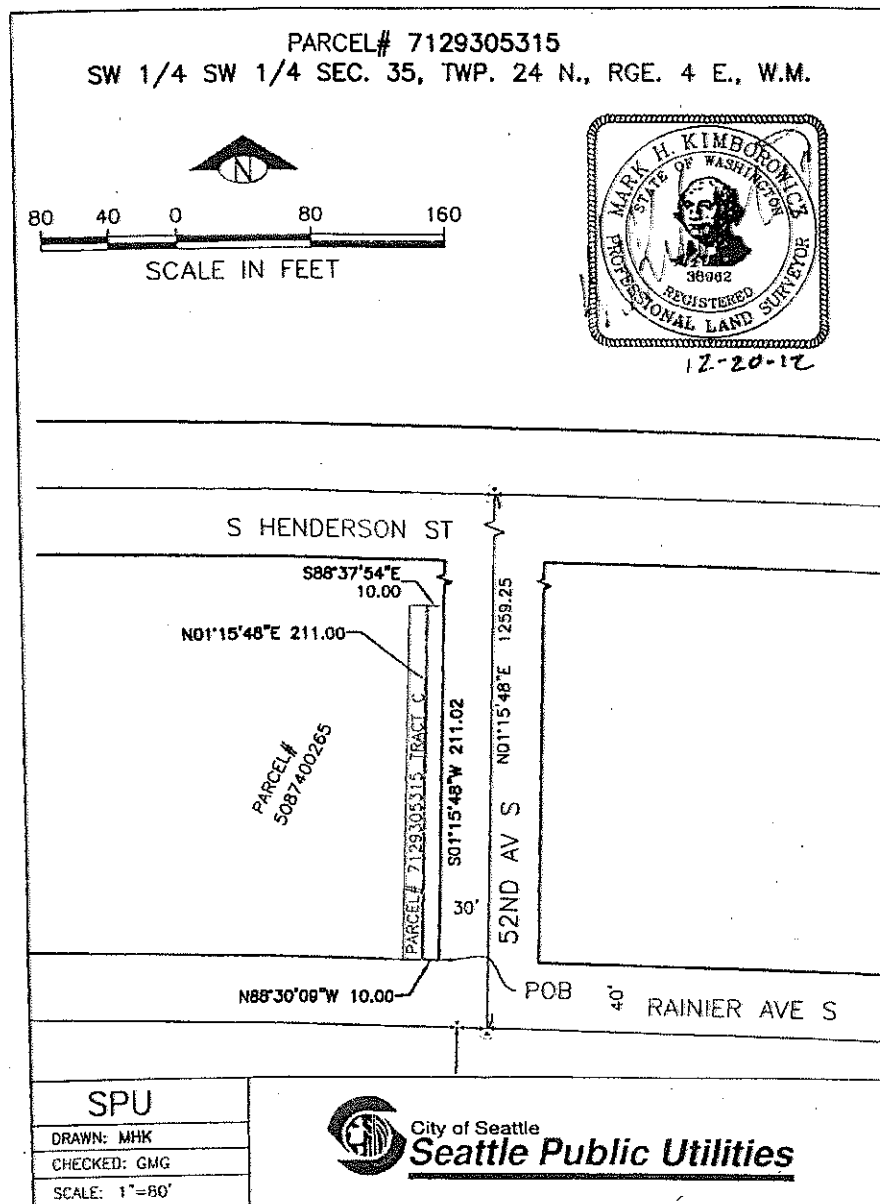 PARCEL# 7129305315
SW 1/4 SW 1/4 SEC. 35, TWP. 24 N., RGE. 4 E., W.M.
N
80 40 0 80 160
SCALE IN FEET
MARK H. KIMBOROWICZ
STATE OF WASHINGTON
38962
REGISTERED
PROFESSIONAL LAND SURVEYOR
12-20-12
S HENDERSON ST
S88°37'54"E
10.00
N01°15'48"E 211.00
PARCEL#
5087400265
PARCEL# 7129305315 TRACT C
S01°15'48"W 211.02
N01°15'48"E 1259.25
30'
52ND AV S
N88°30'09"W 10.00
POB
40'
RAINIER AVE S
SPU
DRAWN: MHK
CHECKED: GMG
SCALE: 1"=80'
City of Seattle
Seattle Public Utilities